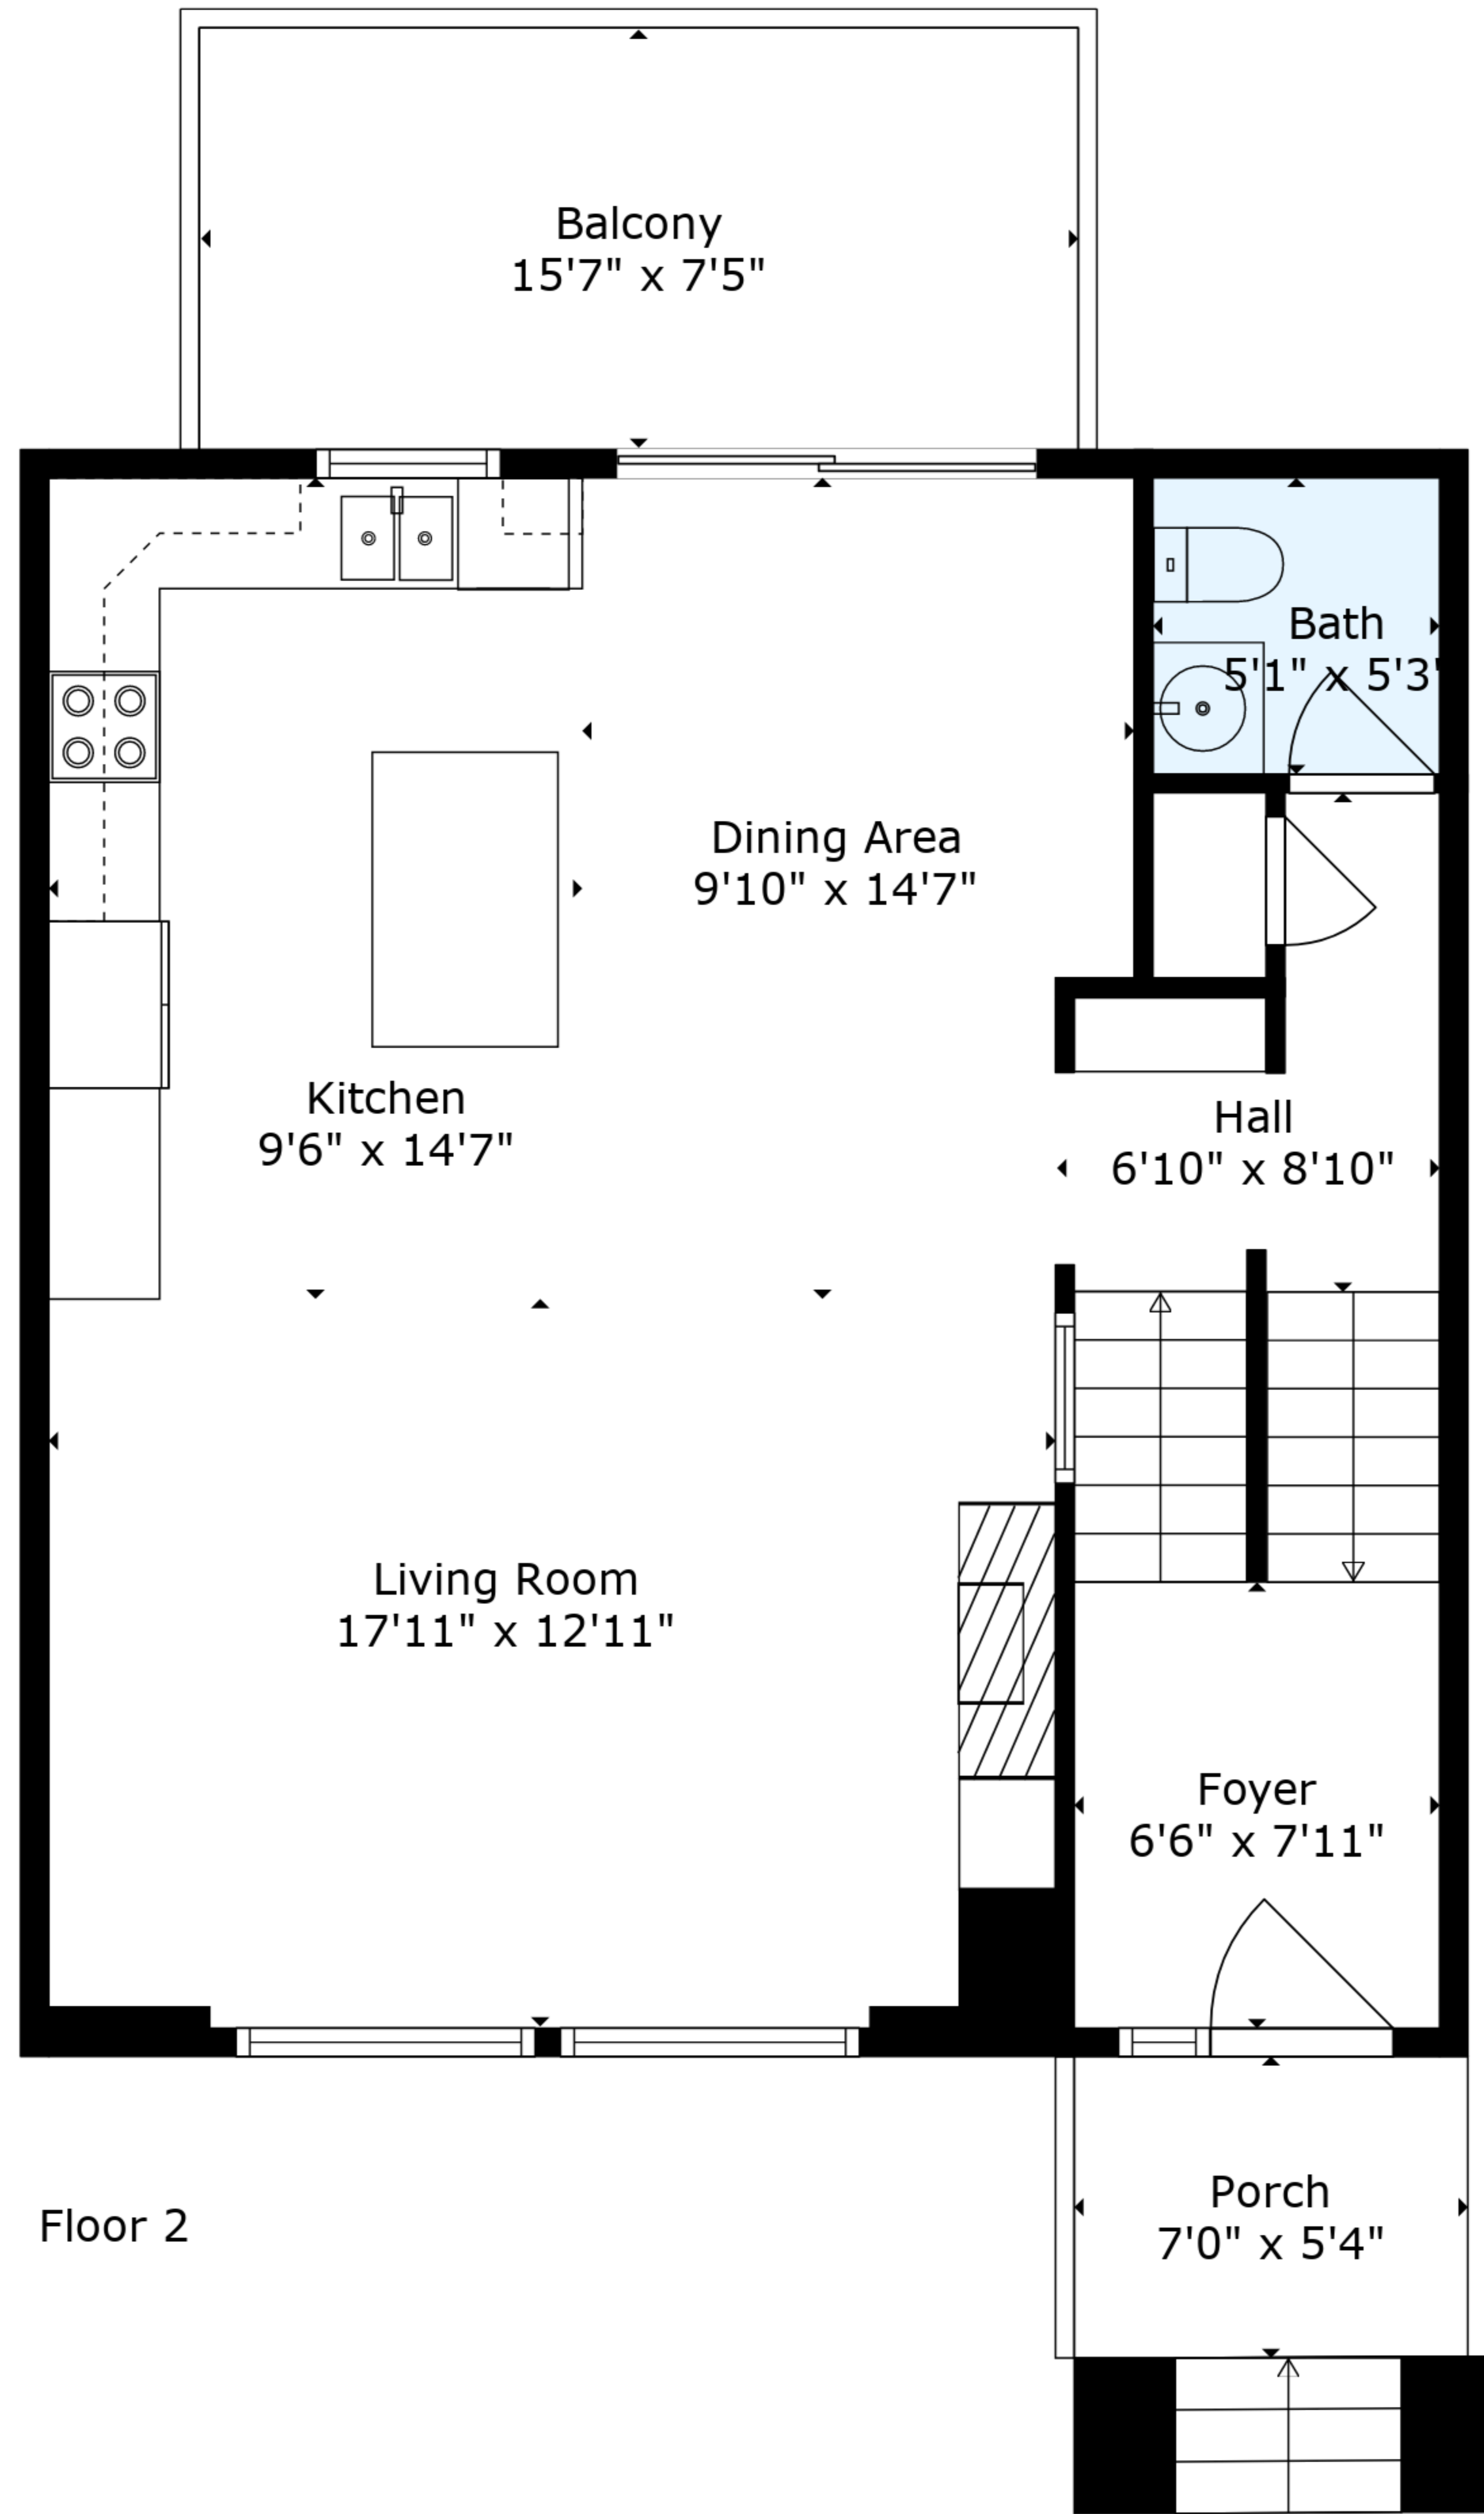 Balcony
15'7" x 7'5"
Bath
5'1" x 5'3"
Dining Area
9'10" x 14'7"
Kitchen
9'6" x 14'7"
Hall
6'10" x 8'10"
Living Room
17'11" x 12'11"
Foyer
6'6" x 7'11"
Porch
7'0" x 5'4"
Floor 2